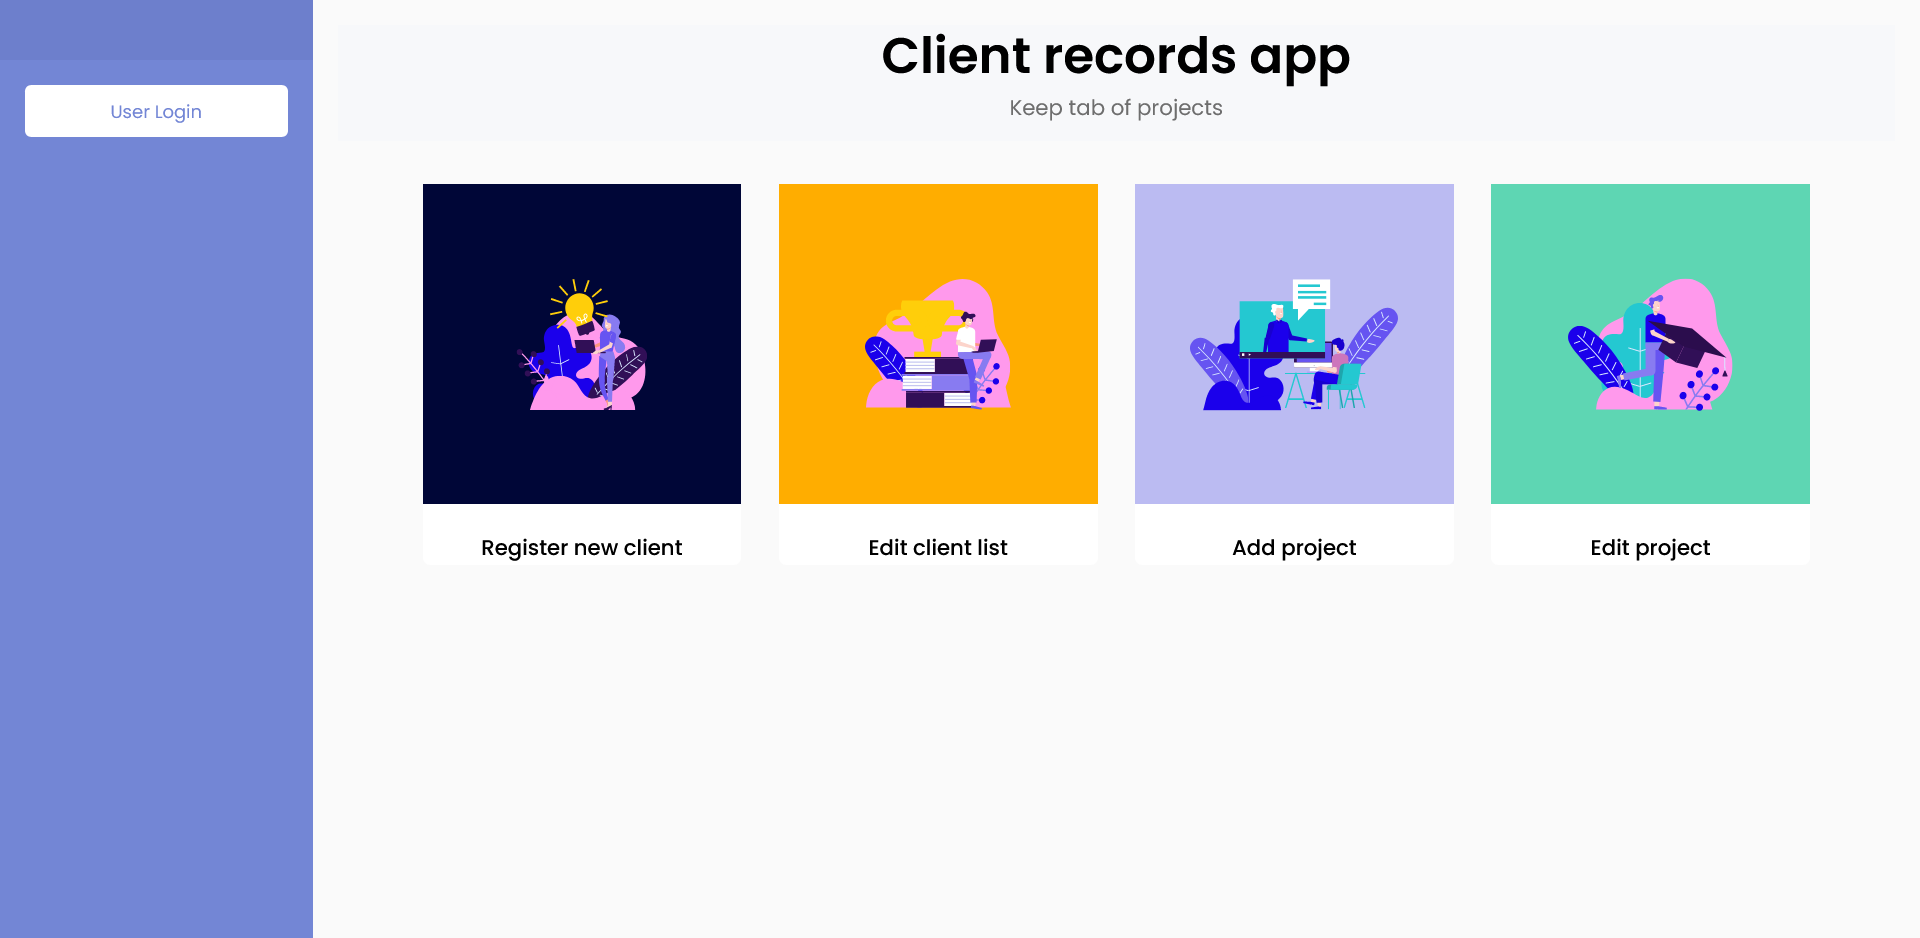 User Login
Client records app
Keep tab of projects
Register new client
Edit client list
Add project
Edit project